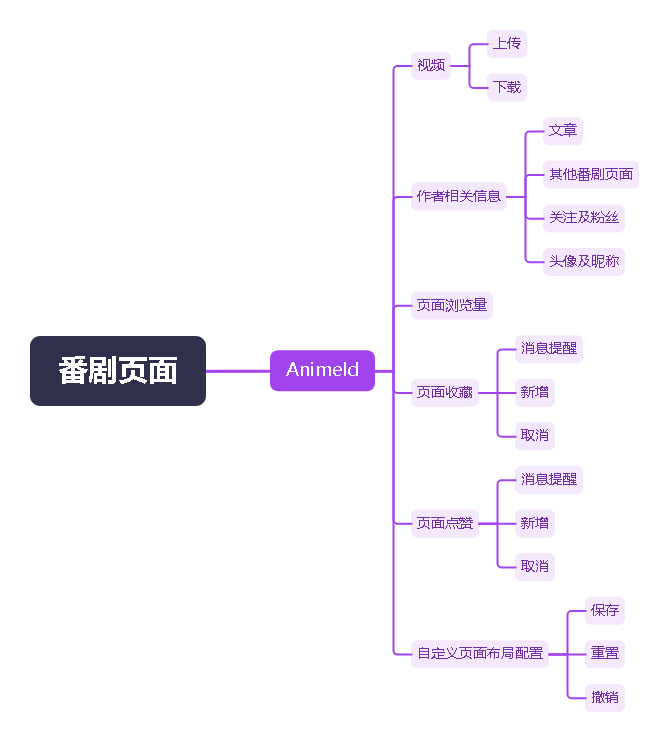 番剧页面
AnimeId
视频
上传
下载
作者相关信息
文章
其他番剧页面
关注及粉丝
头像及昵称
页面浏览量
页面收藏
消息提醒
新增
取消
页面点赞
消息提醒
新增
取消
自定义页面布局配置
保存
重置
撤销